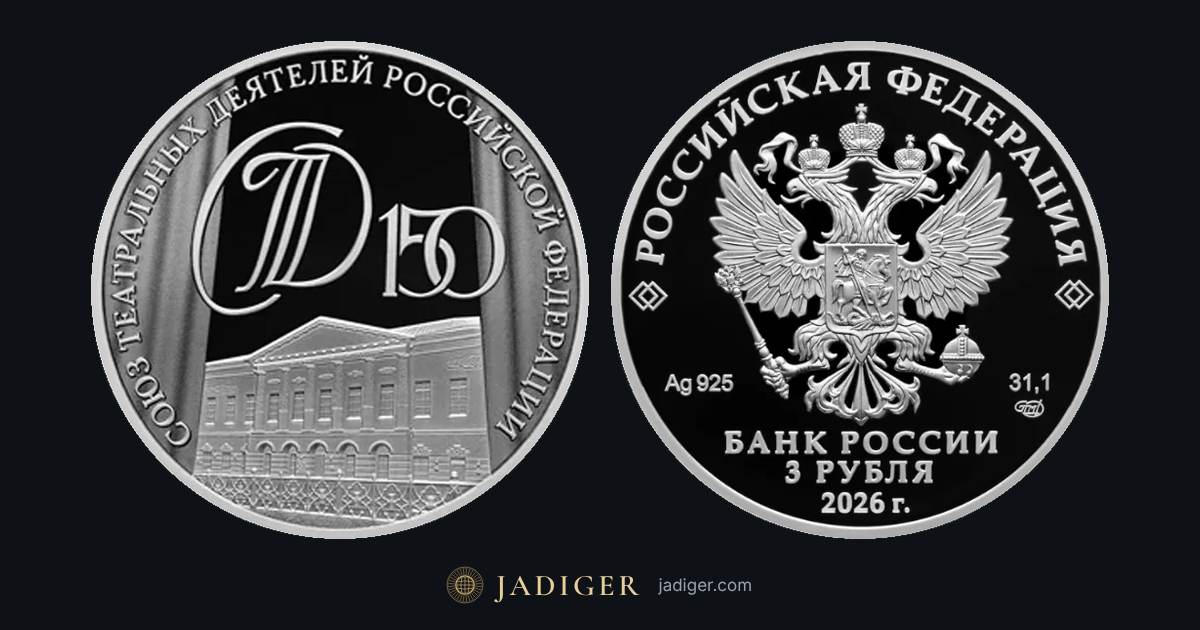 СОЮЗ ТЕАТРАЛЬНЫХ ДЕЯТЕЛЕЙ РОССИЙСКОЙ ФЕДЕРАЦИИ
СТД 150
РОССИЙСКАЯ ФЕДЕРАЦИЯ
Ag 925
31,1
БАНК РОССИИ
3 РУБЛЯ
2026 г.
JADIGER jadiger.com